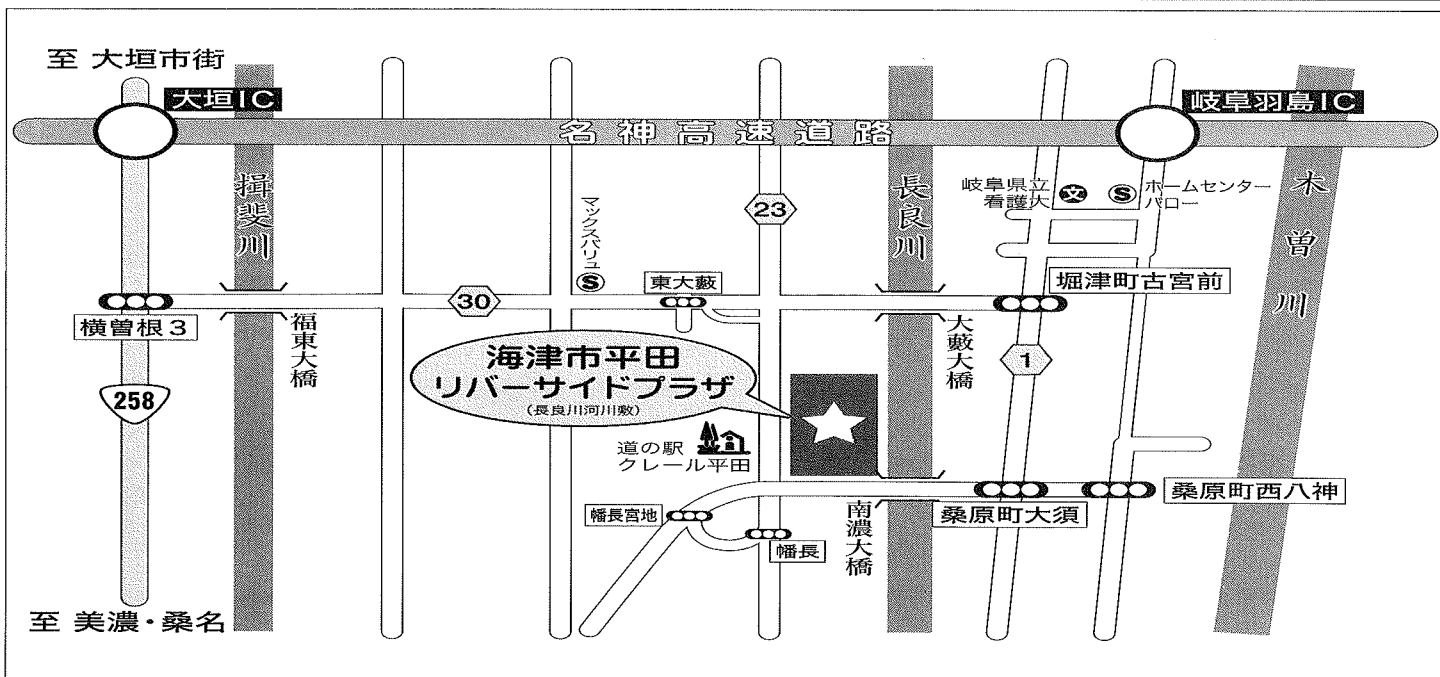 至 大垣市街
大垣IC
岐阜羽島IC
名神高速道路
揖斐川
長良川
木曽川
岐阜県立
看護大
文
S
ホームセンター
バロー
23
マックスバリュ
S
東大藪
堀津町古宮前
30
横曽根3
福東大橋
大藪大橋
1
海津市平田
リバーサイドプラザ
(長良川河川敷)
258
道の駅
クレール平田
幡長宮地
幡長
南濃大橋
桑原町大須
桑原町西八神
至 美濃・桑名